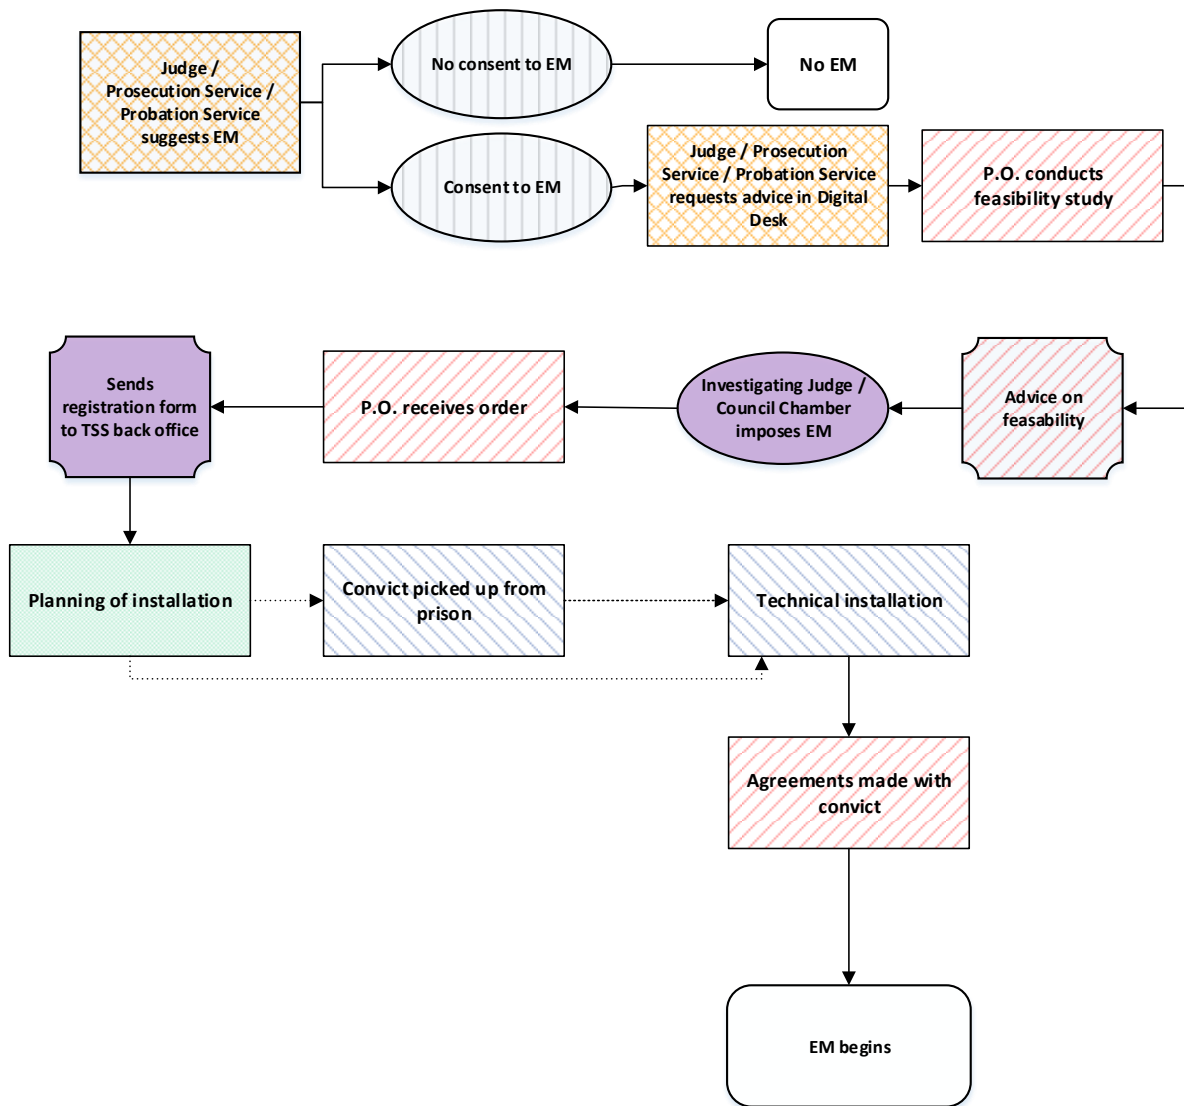 Judge /
Prosecution Service /
Probation Service
suggests EM
No consent to EM
No EM
Consent to EM
Judge / Prosecution
Service / Probation Service
requests advice in Digital
Desk
P.O. conducts
feasibility study
Sends
registration form
to TSS back office
P.O. receives order
Investigating Judge /
Council Chamber
imposes EM
Advice on
feasability
Planning of installation
Convict picked up from
prison
Technical installation
Agreements made with
convict
EM begins